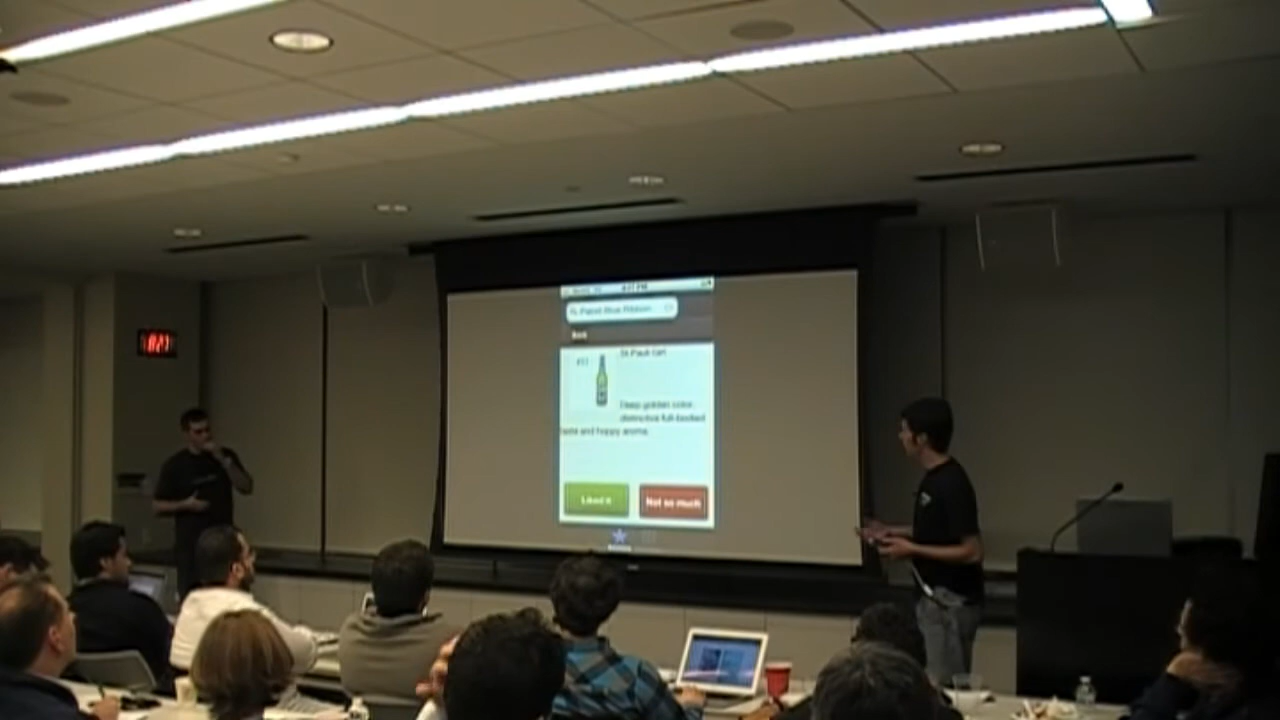 Pabst Blue Ribbon
Back
St Pauli Girl
Deep golden color,
distinctive full-bodied
taste and hoppy aroma.
Liked it
Not so much